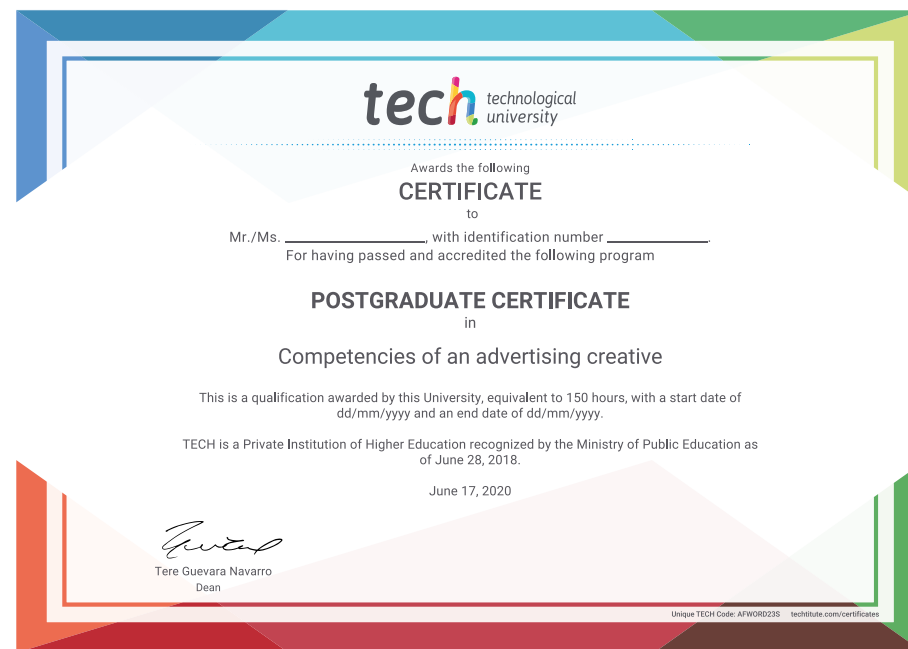 tech technological
university
Awards the following
CERTIFICATE
to
Mr./Ms. ____________________, with identification number ______________.
For having passed and accredited the following program
POSTGRADUATE CERTIFICATE
in
Competencies of an advertising creative
This is a qualification awarded by this University, equivalent to 150 hours, with a start date of
dd/mm/yyyy and an end date of dd/mm/yyyy.
TECH is a Private Institution of Higher Education recognized by the Ministry of Public Education as
of June 28, 2018.
June 17, 2020
Tere Guevara Navarro
Dean
Unique TECH Code: AFWORD23S techtitute.com/certificates